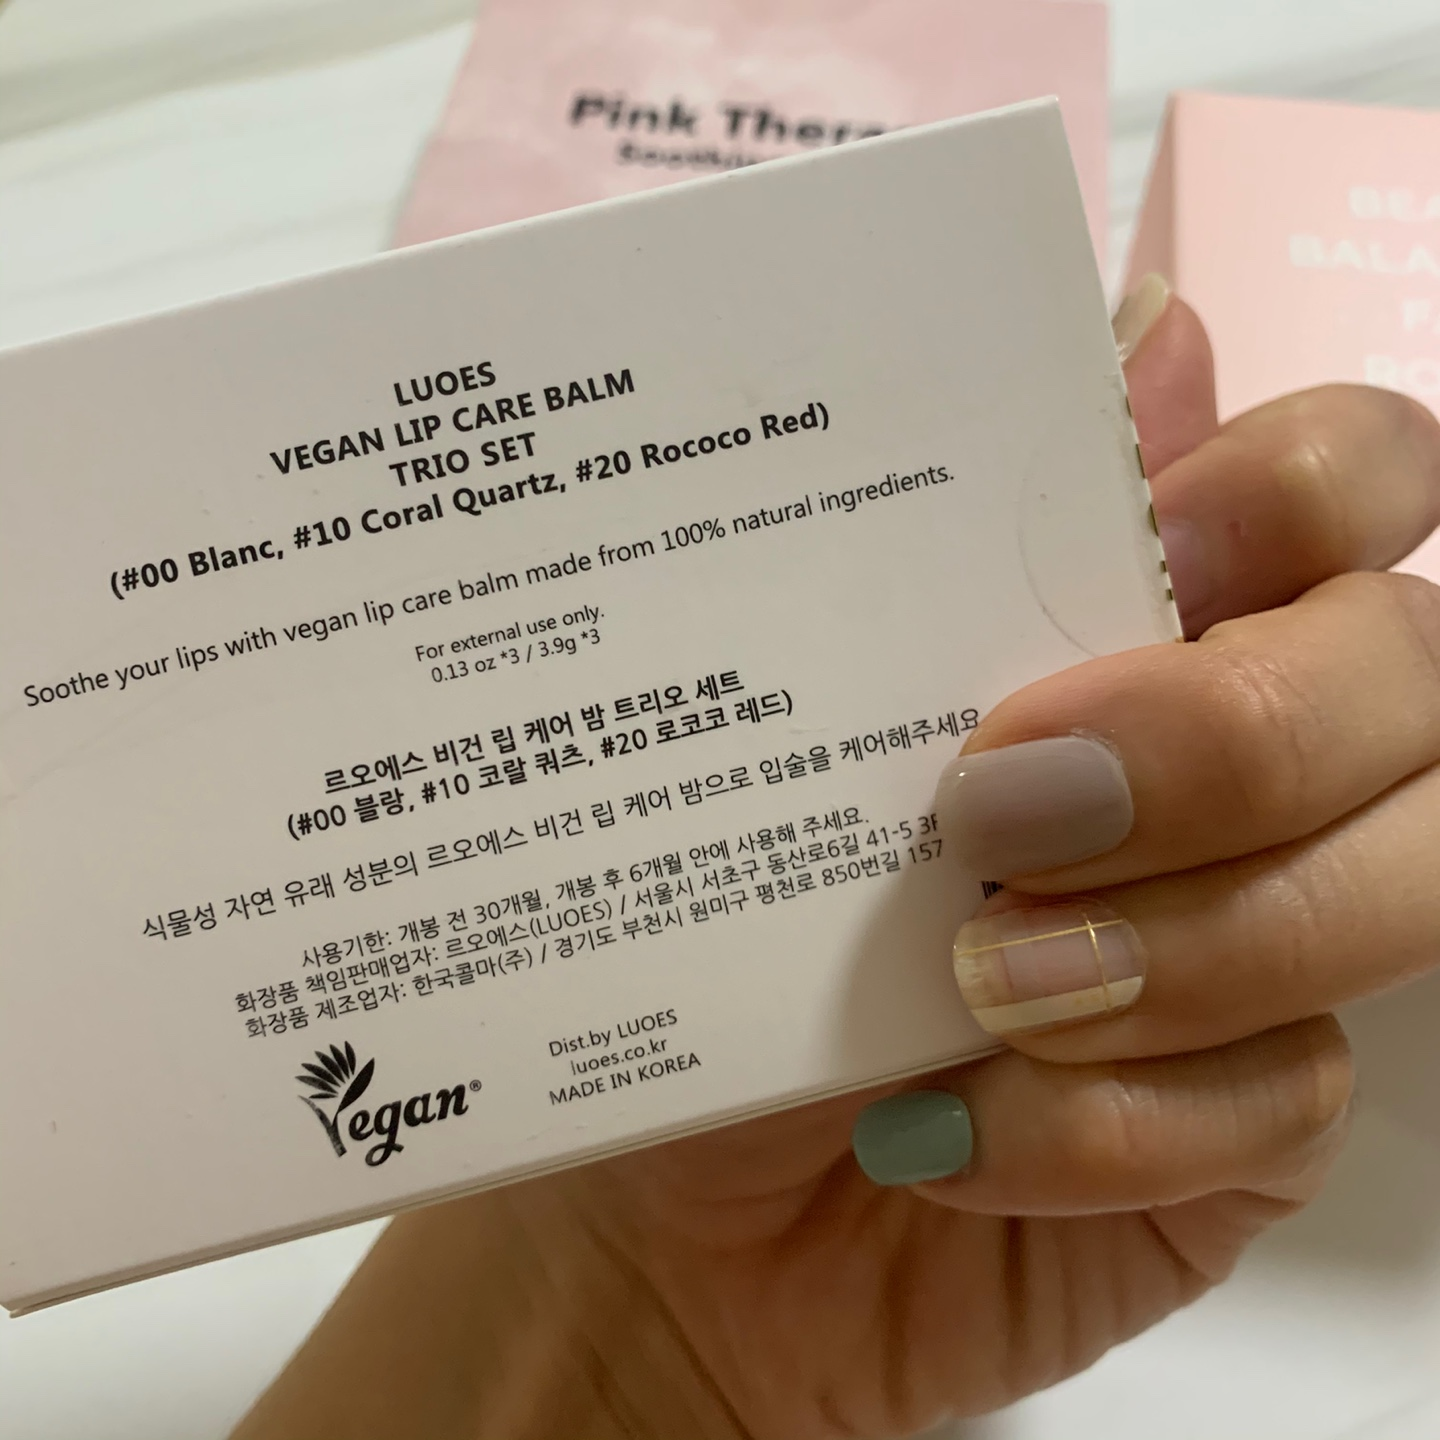 Pink
LUOES
VEGAN LIP CARE BALM
TRIO SET
(#00 Blanc, #10 Coral Quartz, #20 Rococo Red)
Soothe your lips with vegan lip care balm made from 100% natural ingredients.
For external use only.
0.13 oz *3 / 3.9g *3
르오에스 비건 립 케어 밤 트리오 세트
(#00 블랑, #10 코랄 쿼츠, #20 로코코 레드)
식물성 자연 유래 성분의 르오에스 비건 립 케어 밤으로 입술을 케어해주세요
사용기한: 개봉 전 30개월, 개봉 후 6개월 안에 사용해 주세요.
화장품 책임판매업자: 르오에스(LUOES) / 서울시 서초구 동산로6길 41-5 3F
화장품 제조업자: 한국콜마(주) / 경기도 부천시 원미구 평천로 850번길 157
Vegan®
Dist.by LUOES
luoes.co.kr
MADE IN KOREA